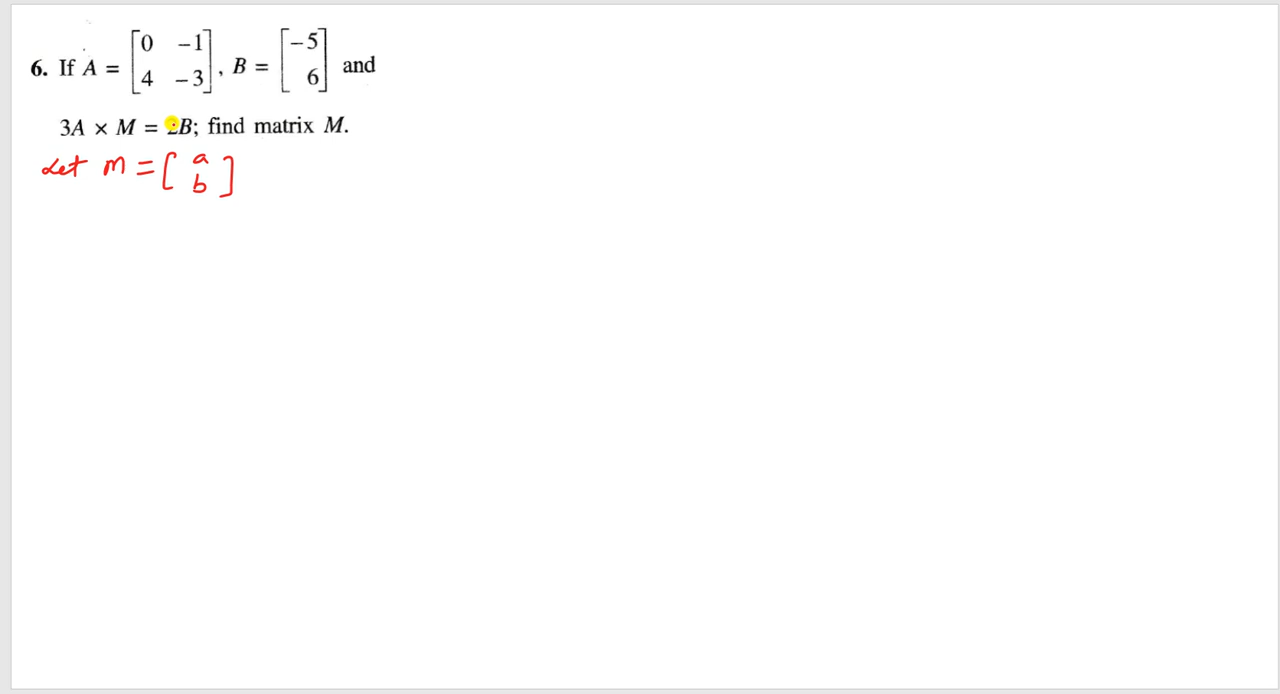 6. If A = [0 -1] , B = [-5] and
[4 -3] [6]
3A × M = 2B; find matrix M.
Let m = [a]
[b]